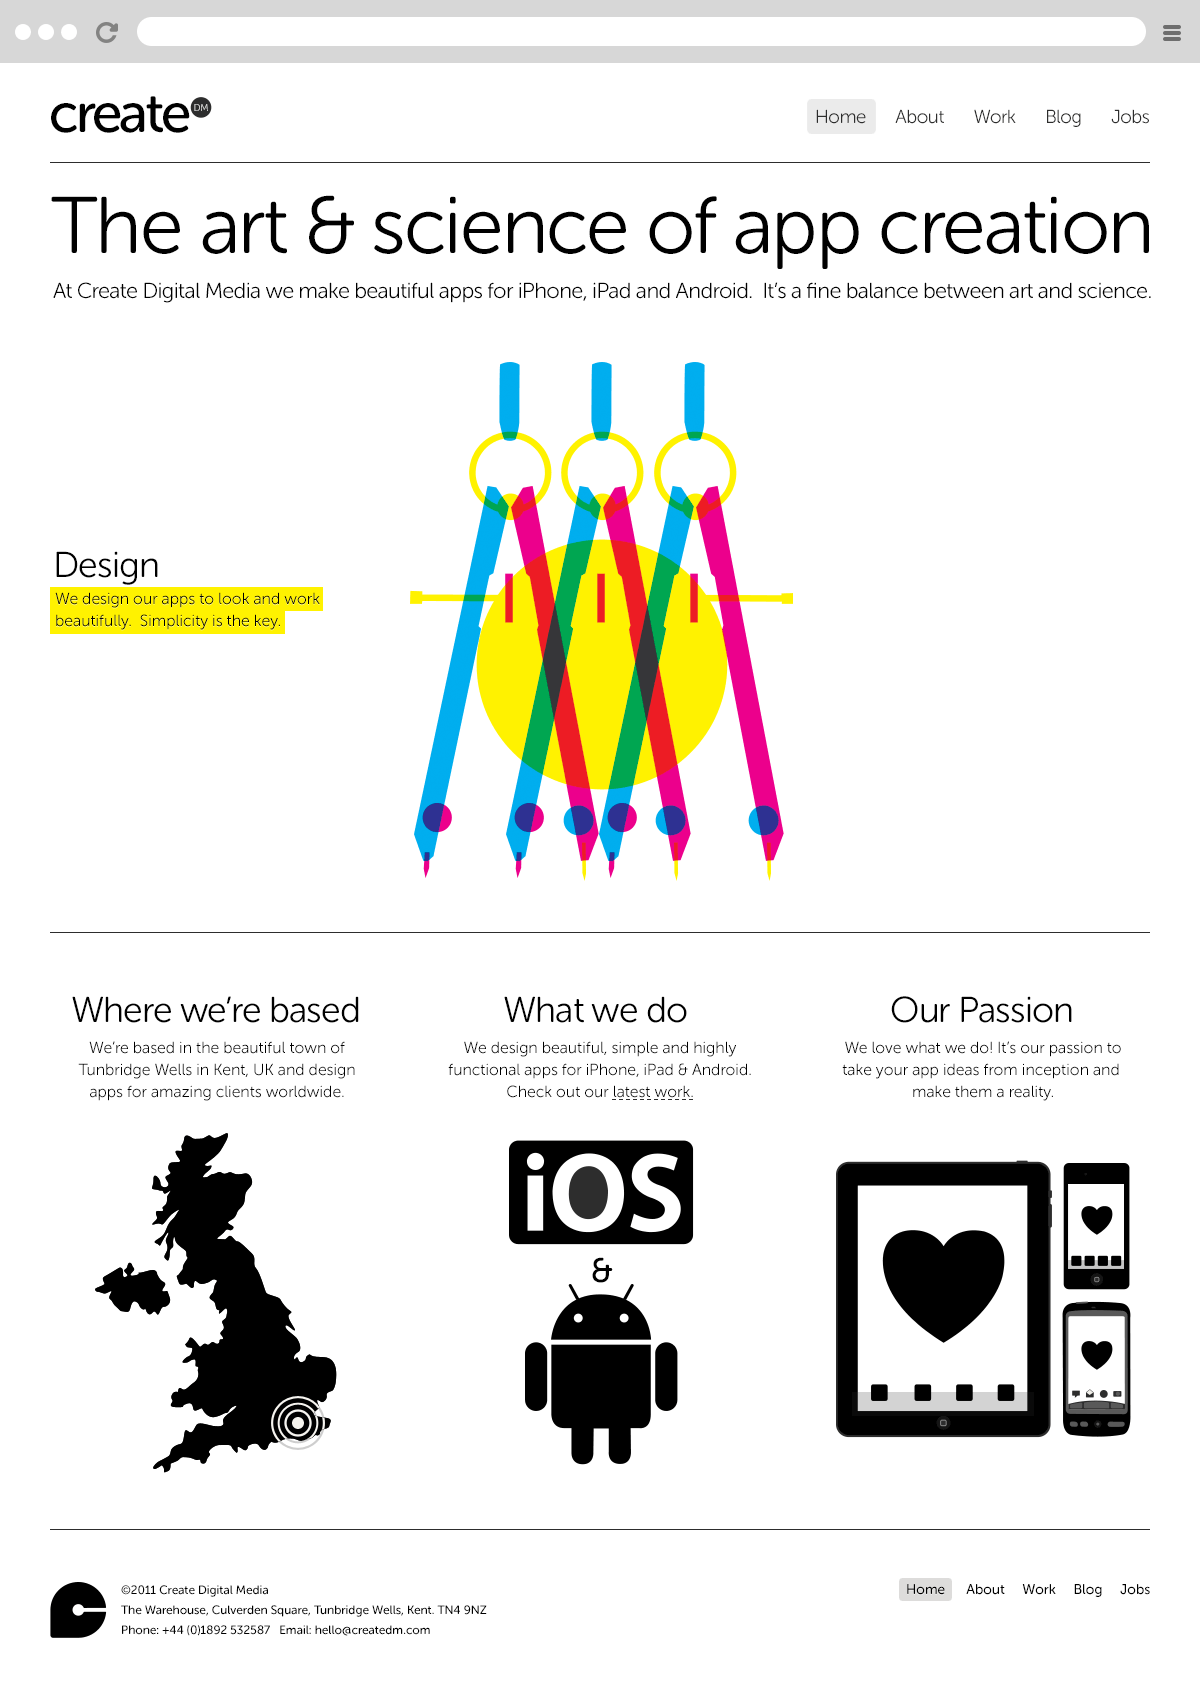 create DM
Home About Work Blog Jobs
The art & science of app creation
At Create Digital Media we make beautiful apps for iPhone, iPad and Android. It's a fine balance between art and science.
Design
We design our apps to look and work
beautifully. Simplicity is the key.
Where we're based
We're based in the beautiful town of
Tunbridge Wells in Kent, UK and design
apps for amazing clients worldwide.
What we do
We design beautiful, simple and highly
functional apps for iPhone, iPad & Android.
Check out our latest work.
iOS
&
Our Passion
We love what we do! It's our passion to
take your app ideas from inception and
make them a reality.
©2011 Create Digital Media
The Warehouse, Culverden Square, Tunbridge Wells, Kent. TN4 9NZ
Phone: +44 (0)1892 532587 Email: hello@createdm.com
Home About Work Blog Jobs